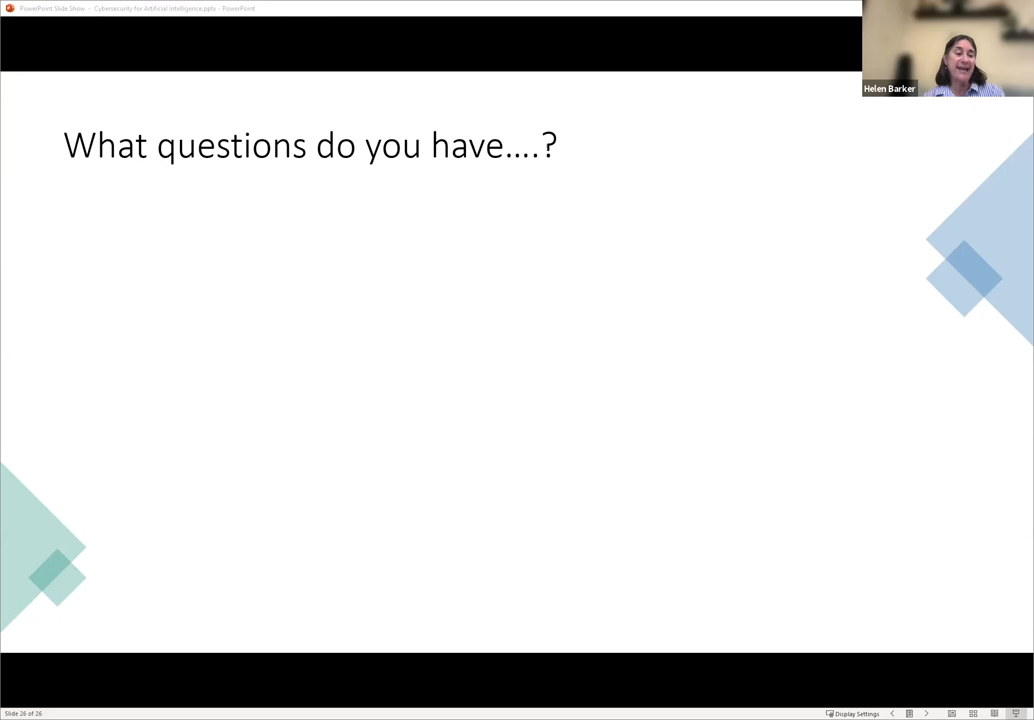 PowerPoint Slide Show - Cybersecurity for Artificial Intelligence.pptx - PowerPoint
Helen Barker
What questions do you have....?
Slide 26 of 26
Display Settings